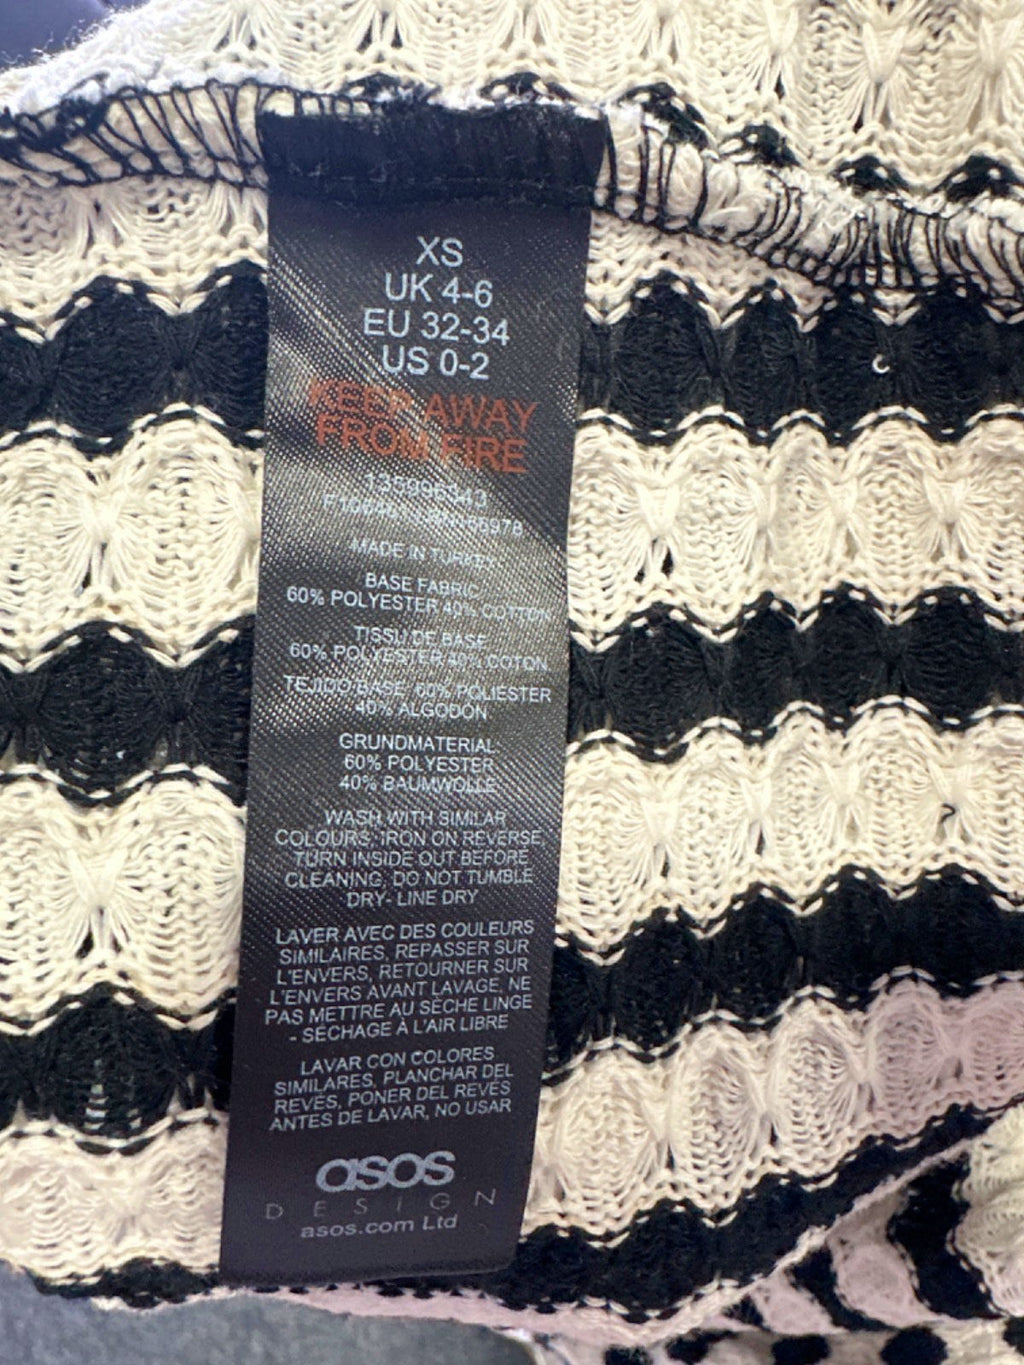 XS
UK 4-6
EU 32-34
US 0-2
KEEP AWAY
FROM FIRE
MADE IN TURKEY
BASE FABRIC
60% POLYESTER 40% COTTON
TISSU DE BASE
60% POLYESTER 40% COTON
TEJIDO BASE 60% POLIESTER
40% ALGODÓN
GRUNDMATERIAL
60% POLYESTER
40% BAUMWOLLE
WASH WITH SIMILAR
COLOURS, IRON ON REVERSE,
TURN INSIDE OUT BEFORE
CLEANING, DO NOT TUMBLE
DRY- LINE DRY
LAVER AVEC DES COULEURS
SIMILAIRES, REPASSER SUR
L'ENVERS, RETOURNER SUR
L'ENVERS AVANT LAVAGE, NE
PAS METTRE AU SÈCHE LINGE
- SÉCHAGE À L'AIR LIBRE
LAVAR CON COLORES
SIMILARES, PLANCHAR DEL
REVÉS, PONER DEL REVÉS
ANTES DE LAVAR, NO USAR
asos
DESIGN
asos.com Ltd